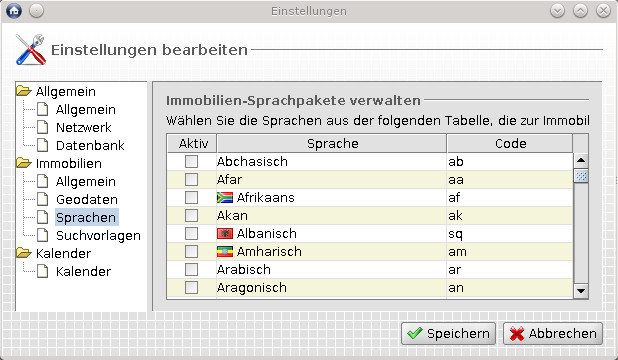 Einstellungen
Einstellungen bearbeiten
Allgemein
Allgemein
Netzwerk
Datenbank
Immobilien
Allgemein
Geodaten
Sprachen
Suchvorlagen
Kalender
Kalender
Immobilien-Sprachpakete verwalten
Wählen Sie die Sprachen aus der folgenden Tabelle, die zur Immobil
Aktiv Sprache Code
Abchasisch ab
Afar aa
Afrikaans af
Akan ak
Albanisch sq
Amharisch am
Arabisch ar
Aragonisch an
Speichern Abbrechen